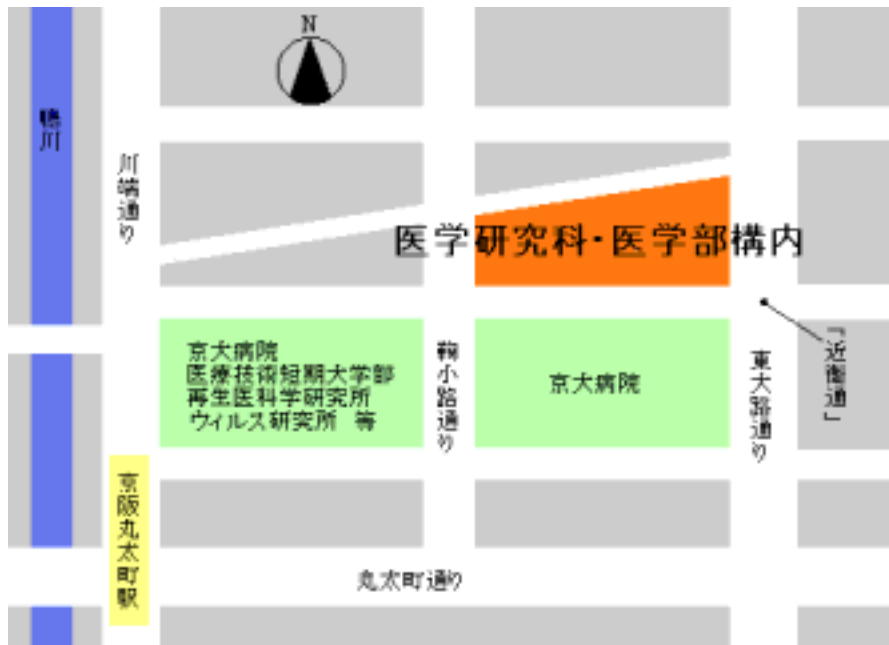 N
鴨川
川端通り
医学研究科・医学部構内
京大病院
医療技術短期大学部
再生医科学研究所
ウィルス研究所 等
鞠小路通り
京大病院
東大路通り
「近衛通」
京阪丸太町駅
丸太町通り